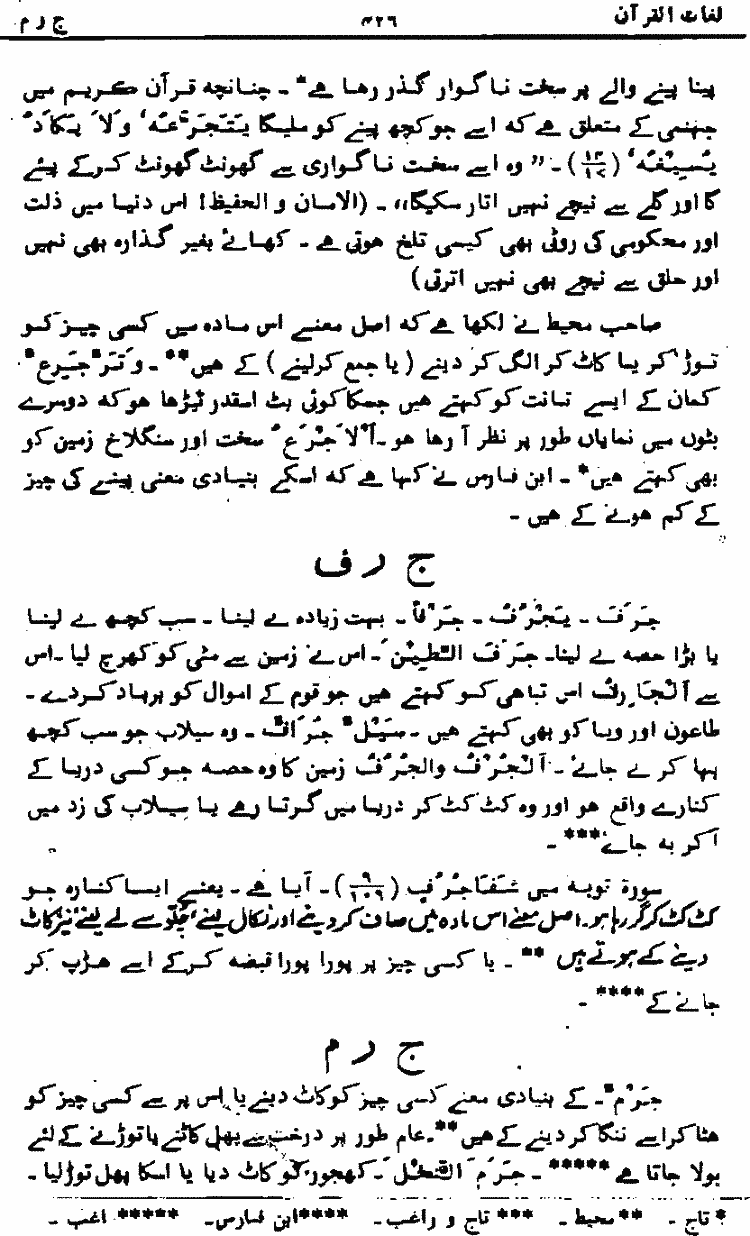 لغات القرآن ۴۲۶ ج ر م
پینا پینے والے پر سخت ناگوار گذر رہا ہے* ۔ چنانچہ قرآن کریم میں
جہنمی کے متعلق ہے کہ اسے جو کچھ پینے کو ملیگا یَتَجَرَّعُهٗ وَلَا یَکَادُ
یُسِیْغُهٗ (۱۴/۱۷)۔ ”وہ اسے سخت ناگواری سے گھونٹ گھونٹ کرکے پئے
گا اور گلے سے نیچے نہیں اتار سکیگا،،۔ (الامان و الحفیظ! اس دنیا میں ذلت
اور محکومی کی روٹی بھی کیسی تلخ ہوتی ہے ۔ کھائے بغیر گذارہ بھی نہیں
اور حلق سے نیچے بھی نہیں اترتی)
صاحب محیط نے لکھا ہے کہ اصل معنے اس مادہ میں کسی چیز کو
توڑ کر یا کاٹ کر الگ کر دینے (یا جمع کرلینے) کے ہیں** ۔ وَتَرٌ جَرِعٌ
کمان کے ایسے تانت کو کہتے ہیں جسکا کوئی بٹ اسقدر ٹیڑھا ہو کہ دوسرے
بٹوں میں نمایاں طور پر نظر آ رہا ہو ۔ اَلْاَجْرَعُ سخت اور سنگلاخ زمین کو
بھی کہتے ہیں* ۔ ابن فارس نے کہا ہے کہ اسکے بنیادی معنی پینے کی چیز
کے کم ہونے کے ہیں ۔
ج ر ف
جَرَفَ ۔ یَجْرُفُ ۔ جَرْفاً ۔ بہت زیادہ لے لینا ۔ سب کچھ لے لینا
یا بڑا حصہ لے لینا۔ جَرَفَ الطِّیْنَ ۔ اس نے زمین سے مٹی کو کھرچ لیا ۔ اس
سے اَلْجَارِفُ اس تباہی کو کہتے ہیں جو قوم کے اموال کو برباد کردے ۔
طاعون اور وبا کو بھی کہتے ہیں ۔ سَیْلٌ جُرَافٌ ۔ وہ سیلاب جو سب کچھ
بہا کر لے جائے ۔ اَلْجُرْفُ والجُرُفُ زمین کا وہ حصہ جو کسی دریا کے
کنارے واقع ہو اور وہ کٹ کٹ کر دریا میں گرتا رہے یا سیلاب کی زد میں
آ کر بہ جائے*** ۔
سورۃ توبہ میں شَفَا جُرُفٍ (۹/۱۰۹)۔ آیا ہے ۔ یعنے ایسا کنارہ جو
کٹ کٹ کر گر رہا ہو۔ اصل معنے اس مادہ میں صاف کر دینے اور نکال لینے، چلّو سے لے لینے، نیز کاٹ
دینے کے ہوتے ہیں ** ۔ یا کسی چیز پر پورا پورا قبضہ کرکے اسے ہڑپ کر
جانے کے**** ۔
ج ر م
جَرْمٌ ۔ کے بنیادی معنے کسی چیز کو کاٹ دینے یا اس پر سے کسی چیز کو
ہٹا کر اسے ننگا کر دینے کے ہیں**۔ عام طور پر درخت سے پھل کاٹنے یا توڑنے کے لئے
بولا جاتا ہے ***** ۔ جَرَمَ النَّخْلَ ۔ کھجور کو کاٹ دیا یا اسکا پھل توڑ لیا ۔
* تاج ۔ ** محیط ۔ *** تاج و راغب ۔ ****ابن فارس۔ ***** اغب ۔